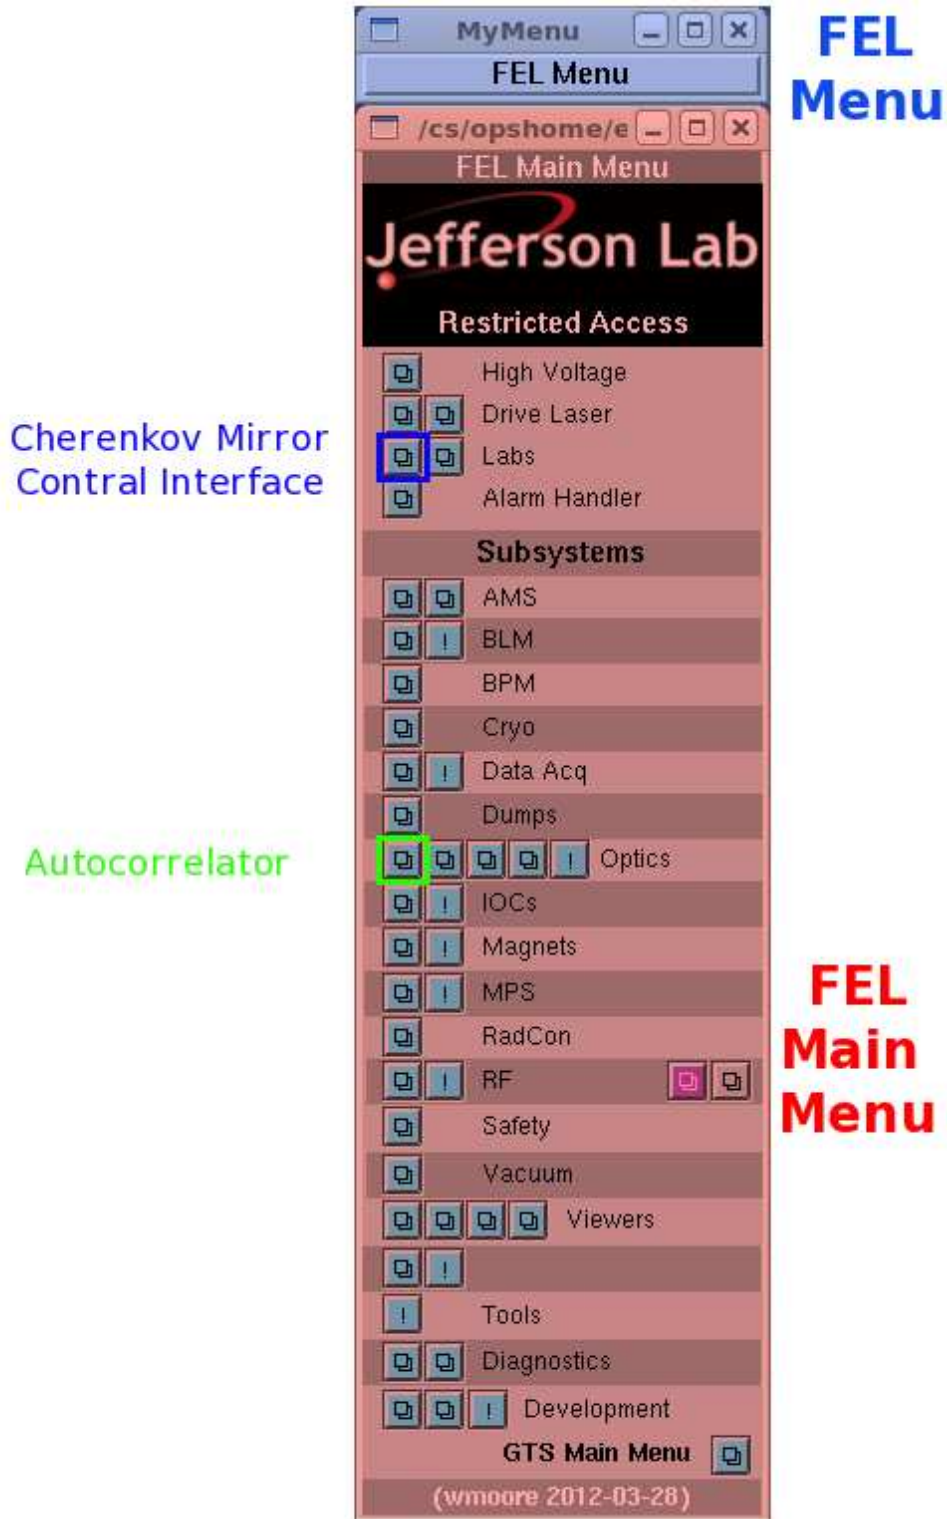 MyMenu
FEL Menu
FEL
Menu
/cs/opshome/e
FEL Main Menu
Jefferson Lab
Restricted Access
High Voltage
Drive Laser
Cherenkov Mirror
Contral Interface
Labs
Alarm Handler
Subsystems
AMS
! BLM
BPM
Cryo
! Data Acq
Dumps
Autocorrelator
! Optics
! IOCs
! Magnets
! MPS
FEL
Main
Menu
RadCon
! RF
Safety
Vacuum
Viewers
!
! Tools
Diagnostics
! Development
GTS Main Menu
(wmoore 2012-03-28)